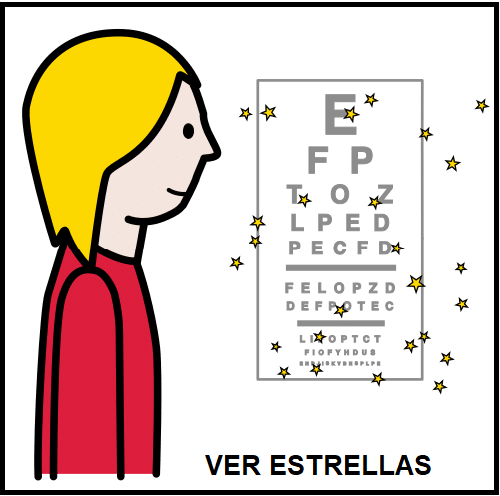 E
F P
T O Z
L P E D
P E C F D
F E L O P Z D
D E F P O T E C
F I O F Y H D U S
VER ESTRELLAS